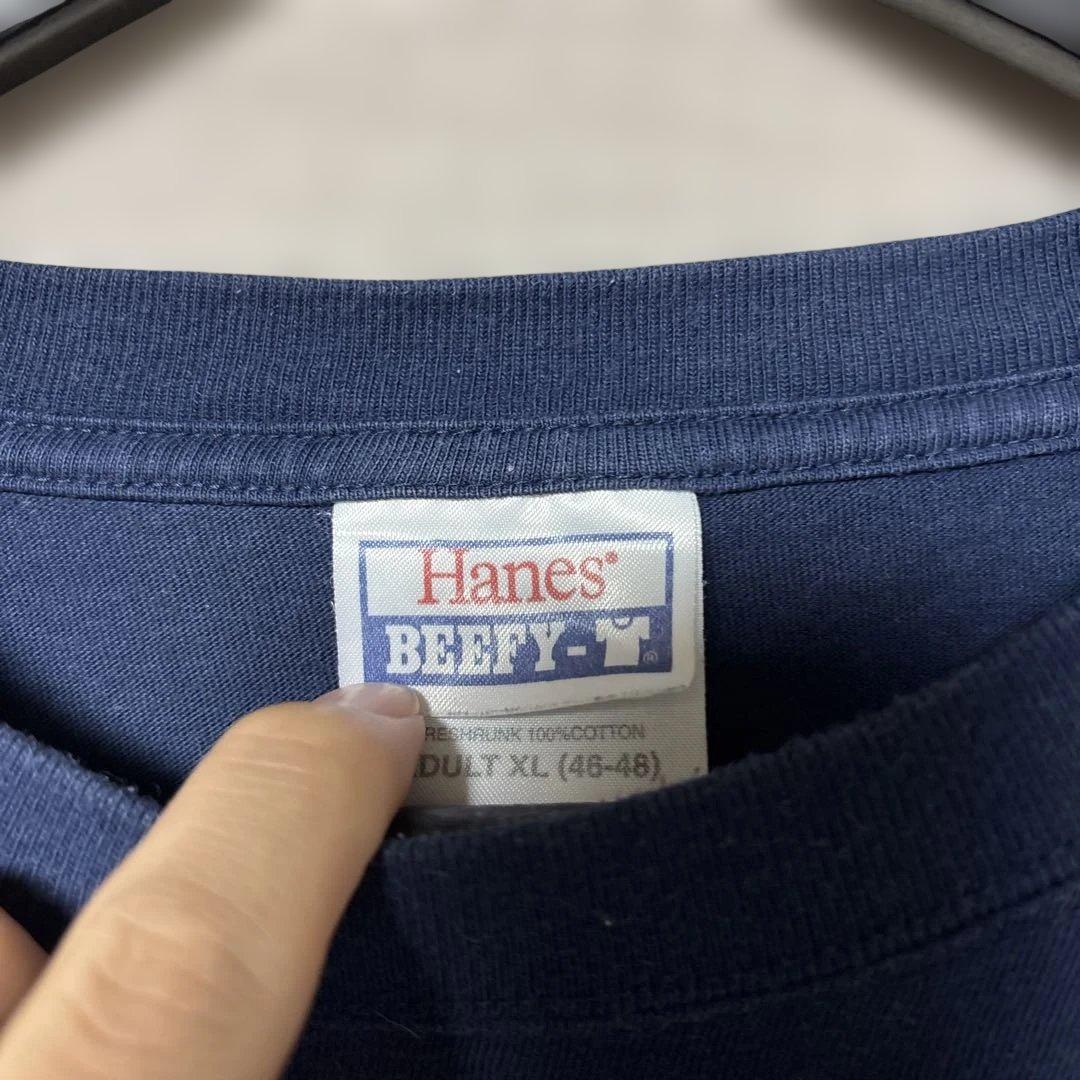 Hanes®
BEEFY-T®
RESHRUNK 100%COTTON
DULT XL (46-48)